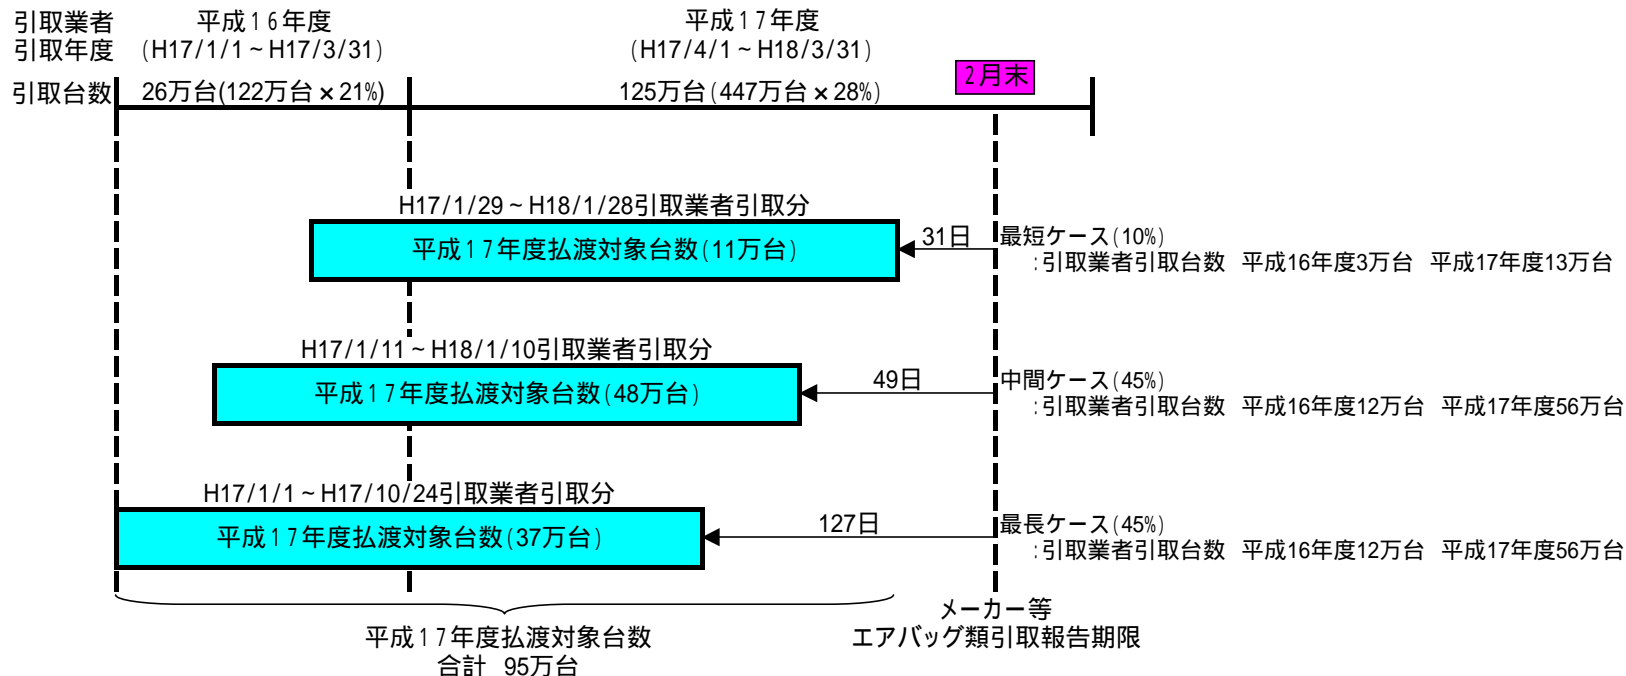 引取業者
引取年度
平成16年度
(H17/1/1~H17/3/31)
平成17年度
(H17/4/1~H18/3/31)
2月末
引取台数
26万台(122万台×21%)
125万台(447万台×28%)
H17/1/29~H18/1/28引取業者引取分
平成17年度払渡対象台数(11万台)
31日
最短ケース(10%)
:引取業者引取台数 平成16年度3万台 平成17年度13万台
H17/1/11~H18/1/10引取業者引取分
平成17年度払渡対象台数(48万台)
49日
中間ケース(45%)
:引取業者引取台数 平成16年度12万台 平成17年度56万台
H17/1/1~H17/10/24引取業者引取分
平成17年度払渡対象台数(37万台)
127日
最長ケース(45%)
:引取業者引取台数 平成16年度12万台 平成17年度56万台
平成17年度払渡対象台数
合計 95万台
メーカー等
エアバッグ類引取報告期限